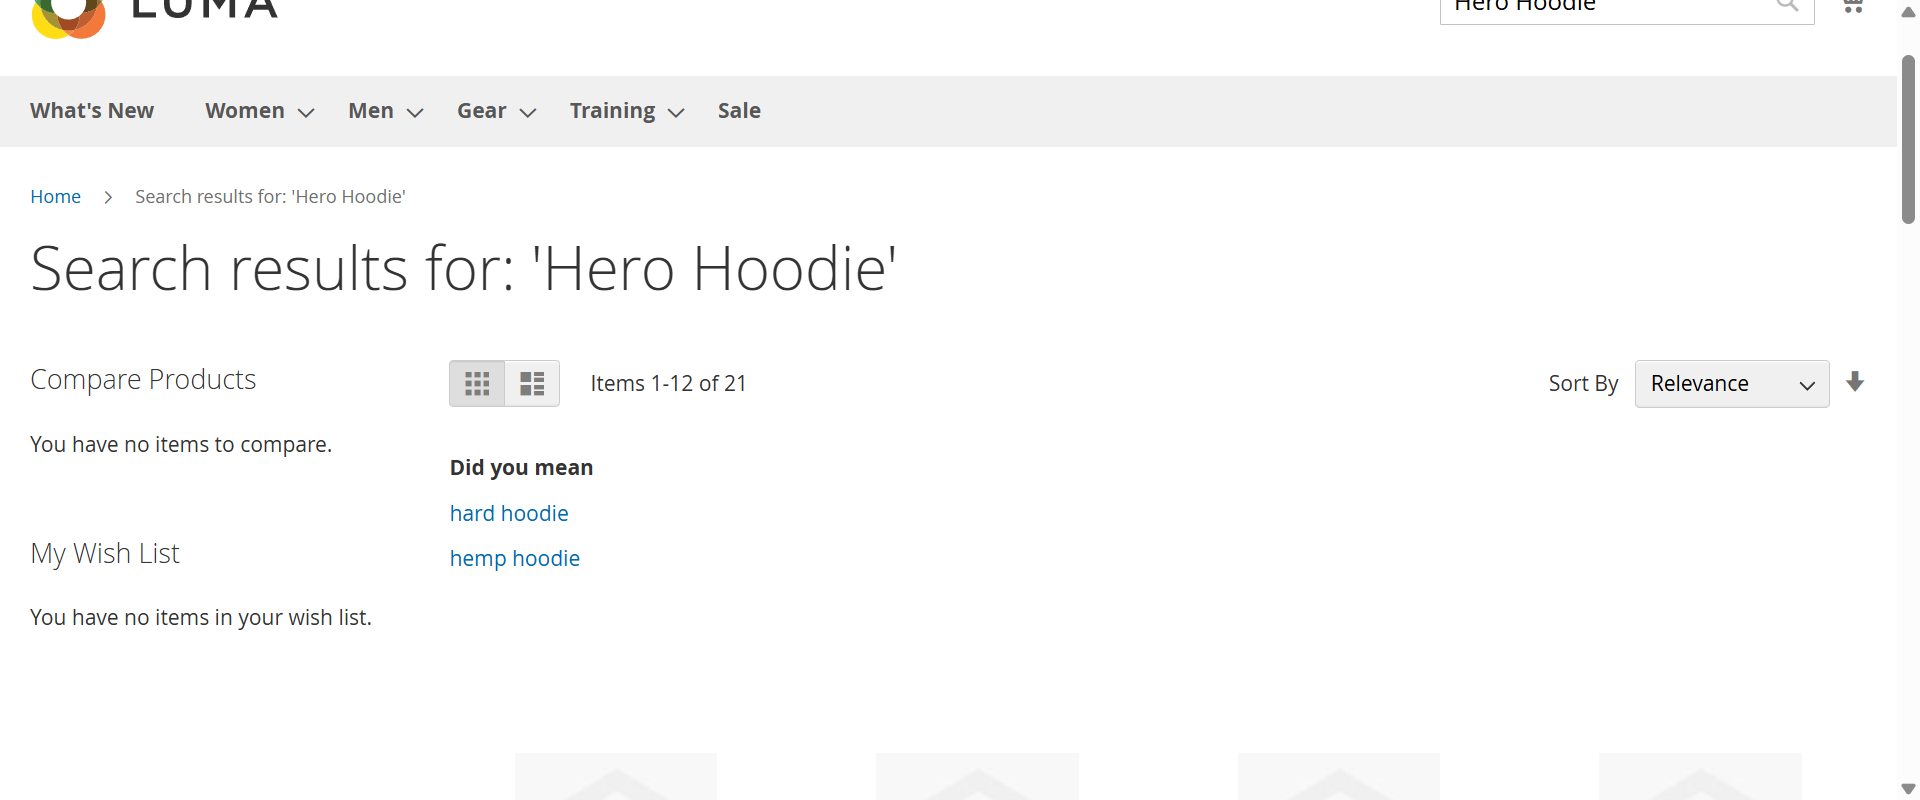 LUMA
Hero Hoodie
What's New Women Men Gear Training Sale
Home Search results for: 'Hero Hoodie'
Search results for: 'Hero Hoodie'
Compare Products
You have no items to compare.
My Wish List
You have no items in your wish list.
Items 1-12 of 21
Sort By Relevance
Did you mean
hard hoodie
hemp hoodie